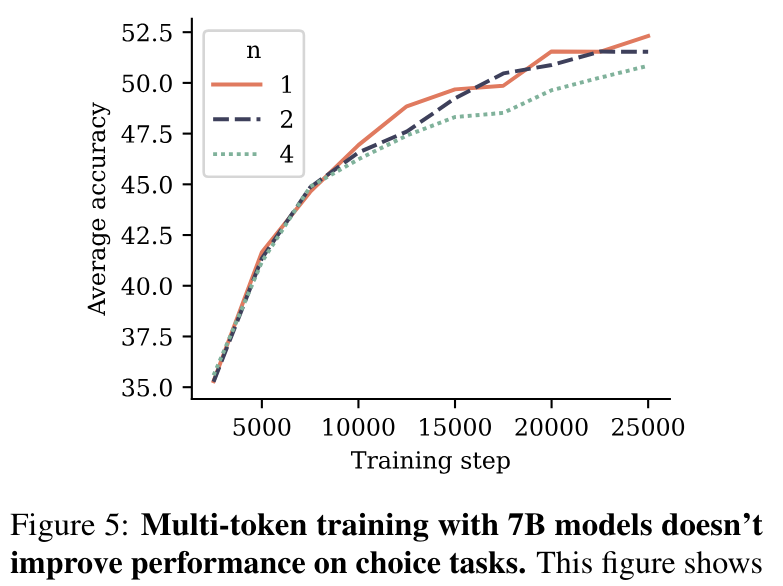 52.5
50.0
47.5
45.0
42.5
40.0
37.5
35.0
Average accuracy
n
1
2
4
5000 10000 15000 20000 25000
Training step
Figure 5: Multi-token training with 7B models doesn't
improve performance on choice tasks. This figure shows